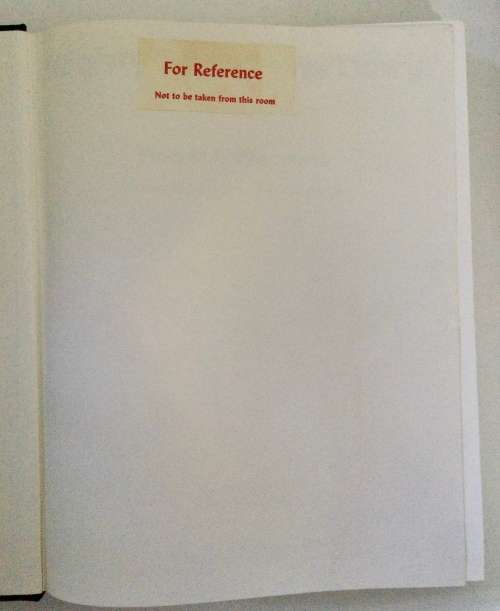 For Reference
Not to be taken from this room